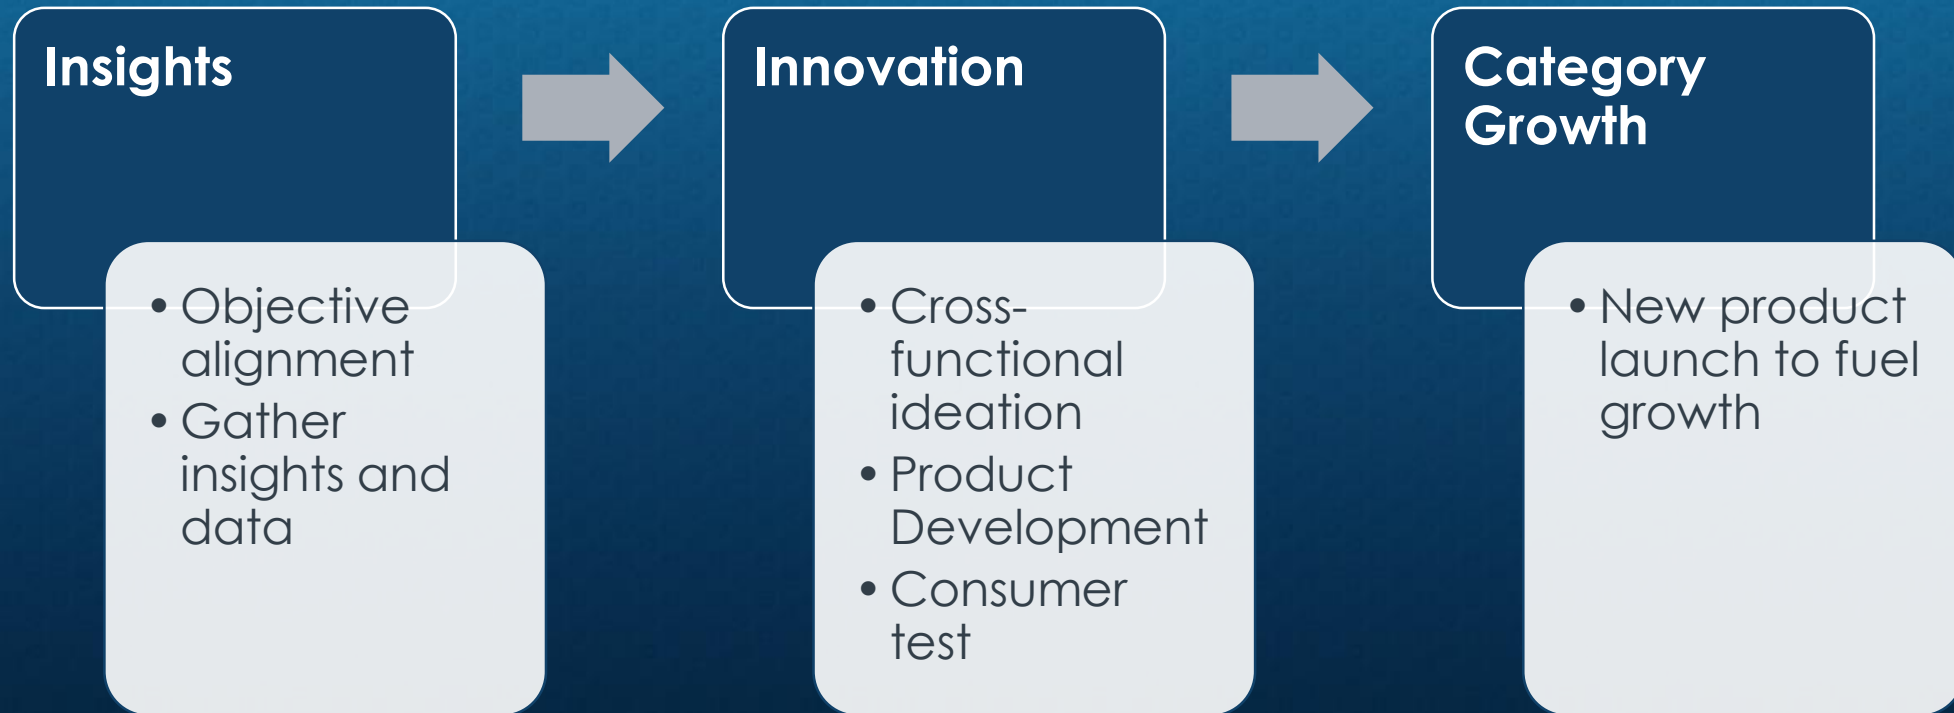 Insights
• Objective
alignment
• Gather
insights and
data
Innovation
• Cross-
functional
ideation
• Product
Development
• Consumer
test
Category
Growth
• New product
launch to fuel
growth